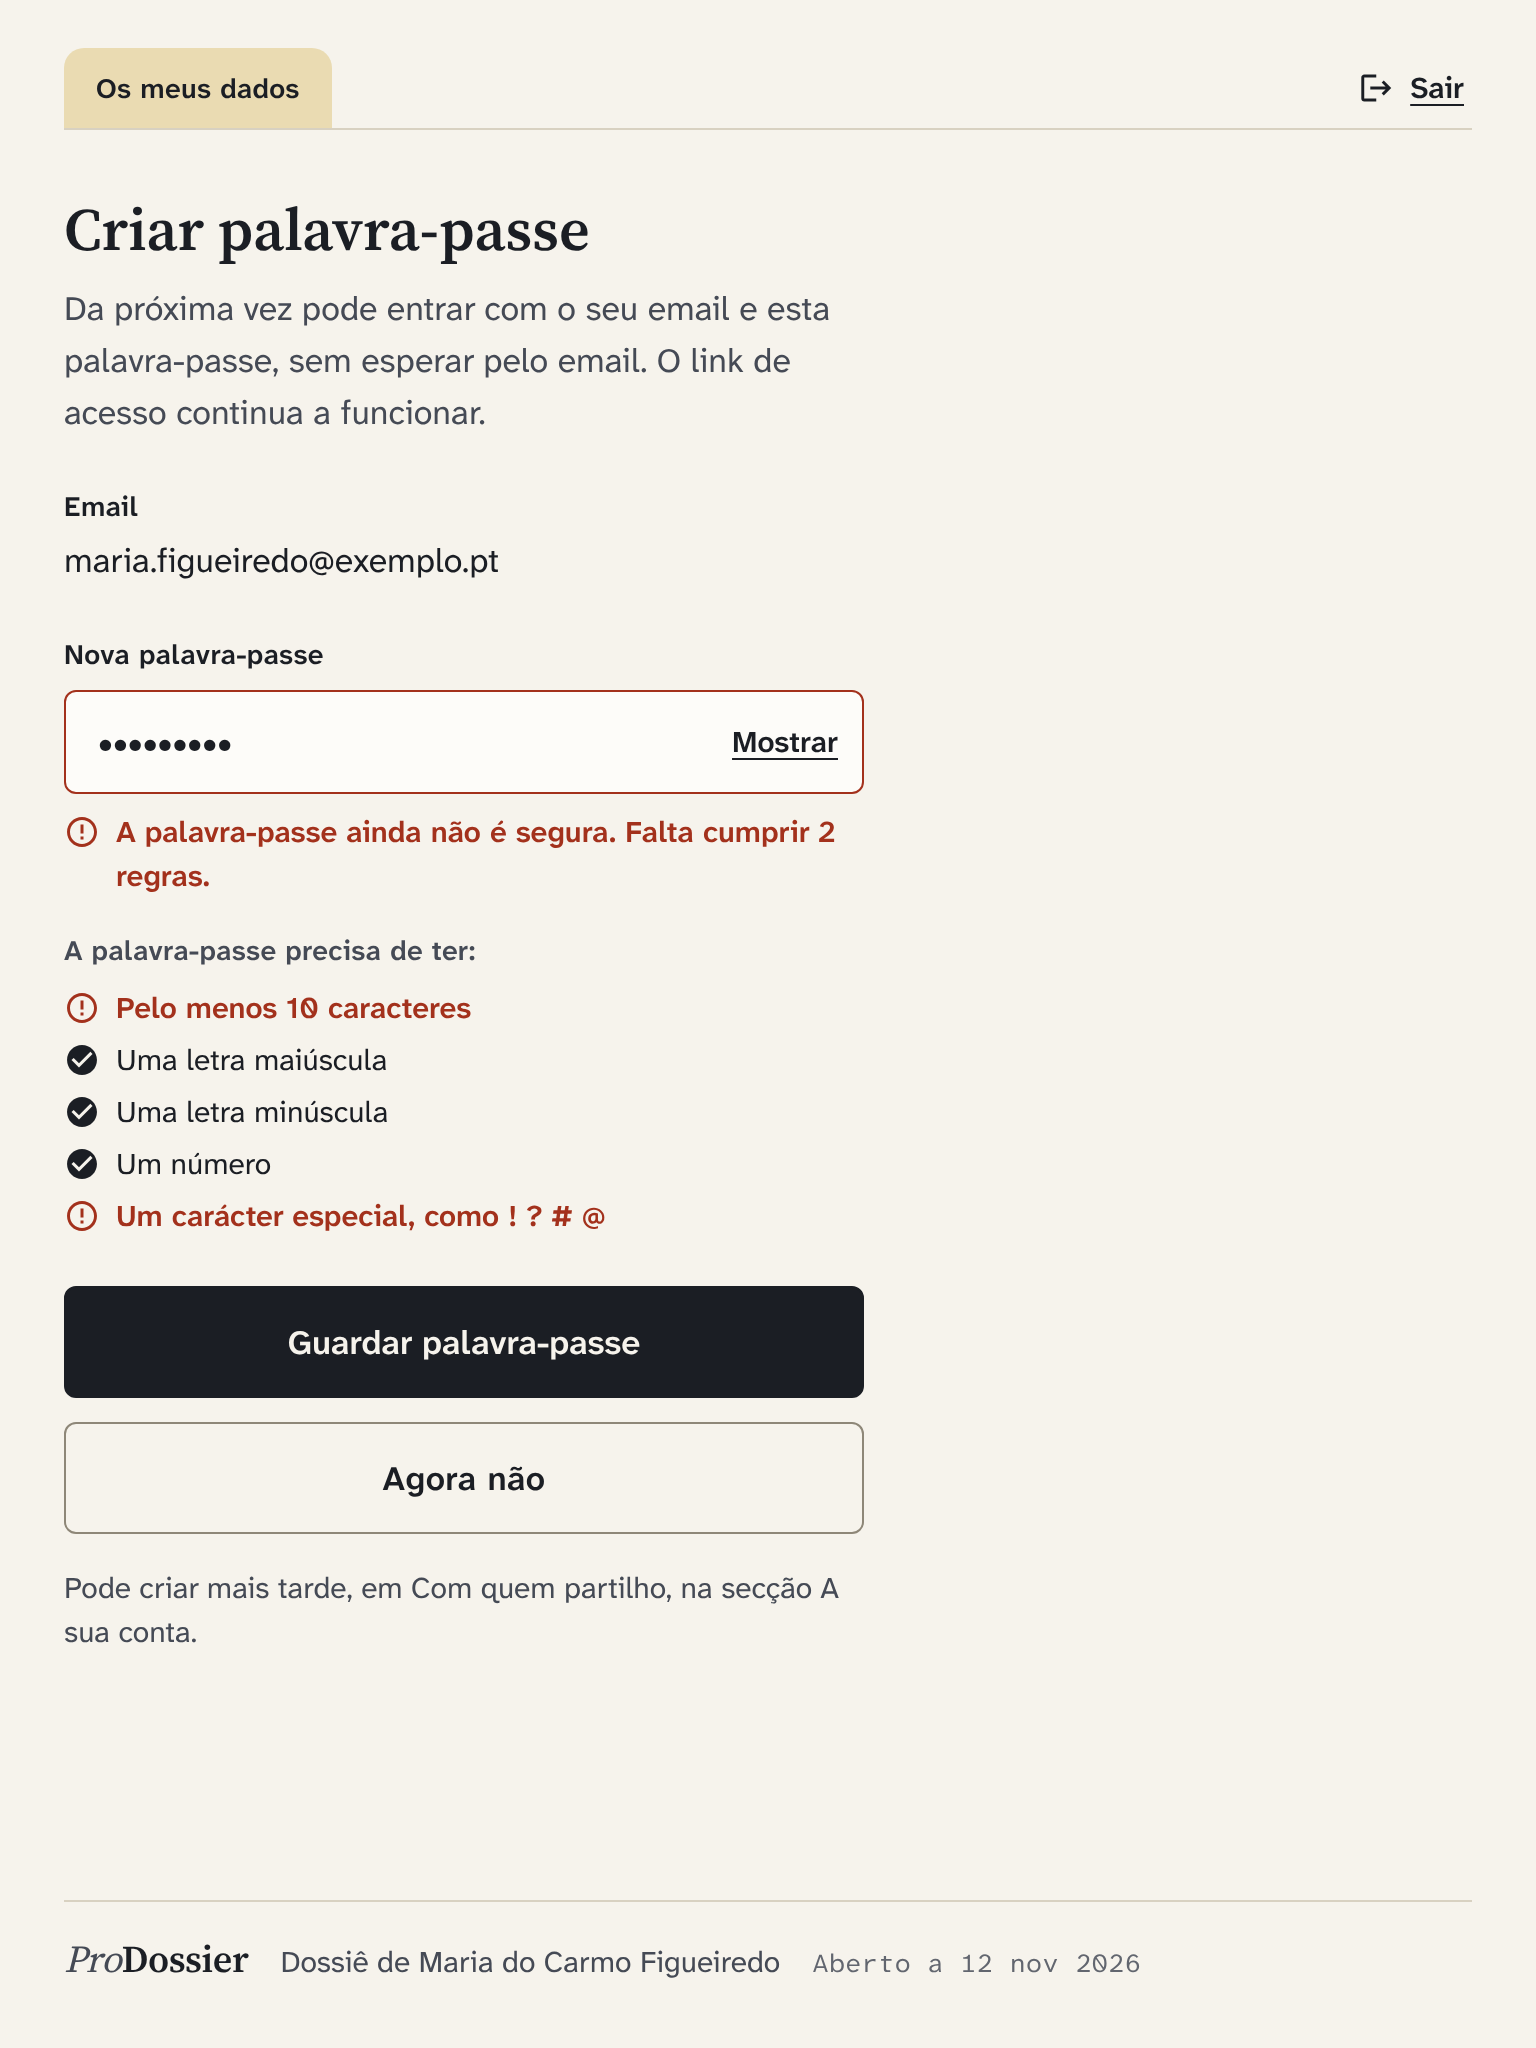 Os meus dados
Sair
Criar palavra-passe
Da próxima vez pode entrar com o seu email e esta
palavra-passe, sem esperar pelo email. O link de
acesso continua a funcionar.
Email
maria.figueiredo@exemplo.pt
Nova palavra-passe
•••••••••
Mostrar
A palavra-passe ainda não é segura. Falta cumprir 2
regras.
A palavra-passe precisa de ter:
Pelo menos 10 caracteres
Uma letra maiúscula
Uma letra minúscula
Um número
Um carácter especial, como ! ? # @
Guardar palavra-passe
Agora não
Pode criar mais tarde, em Com quem partilho, na secção A
sua conta.
ProDossier Dossiê de Maria do Carmo Figueiredo Aberto a 12 nov 2026